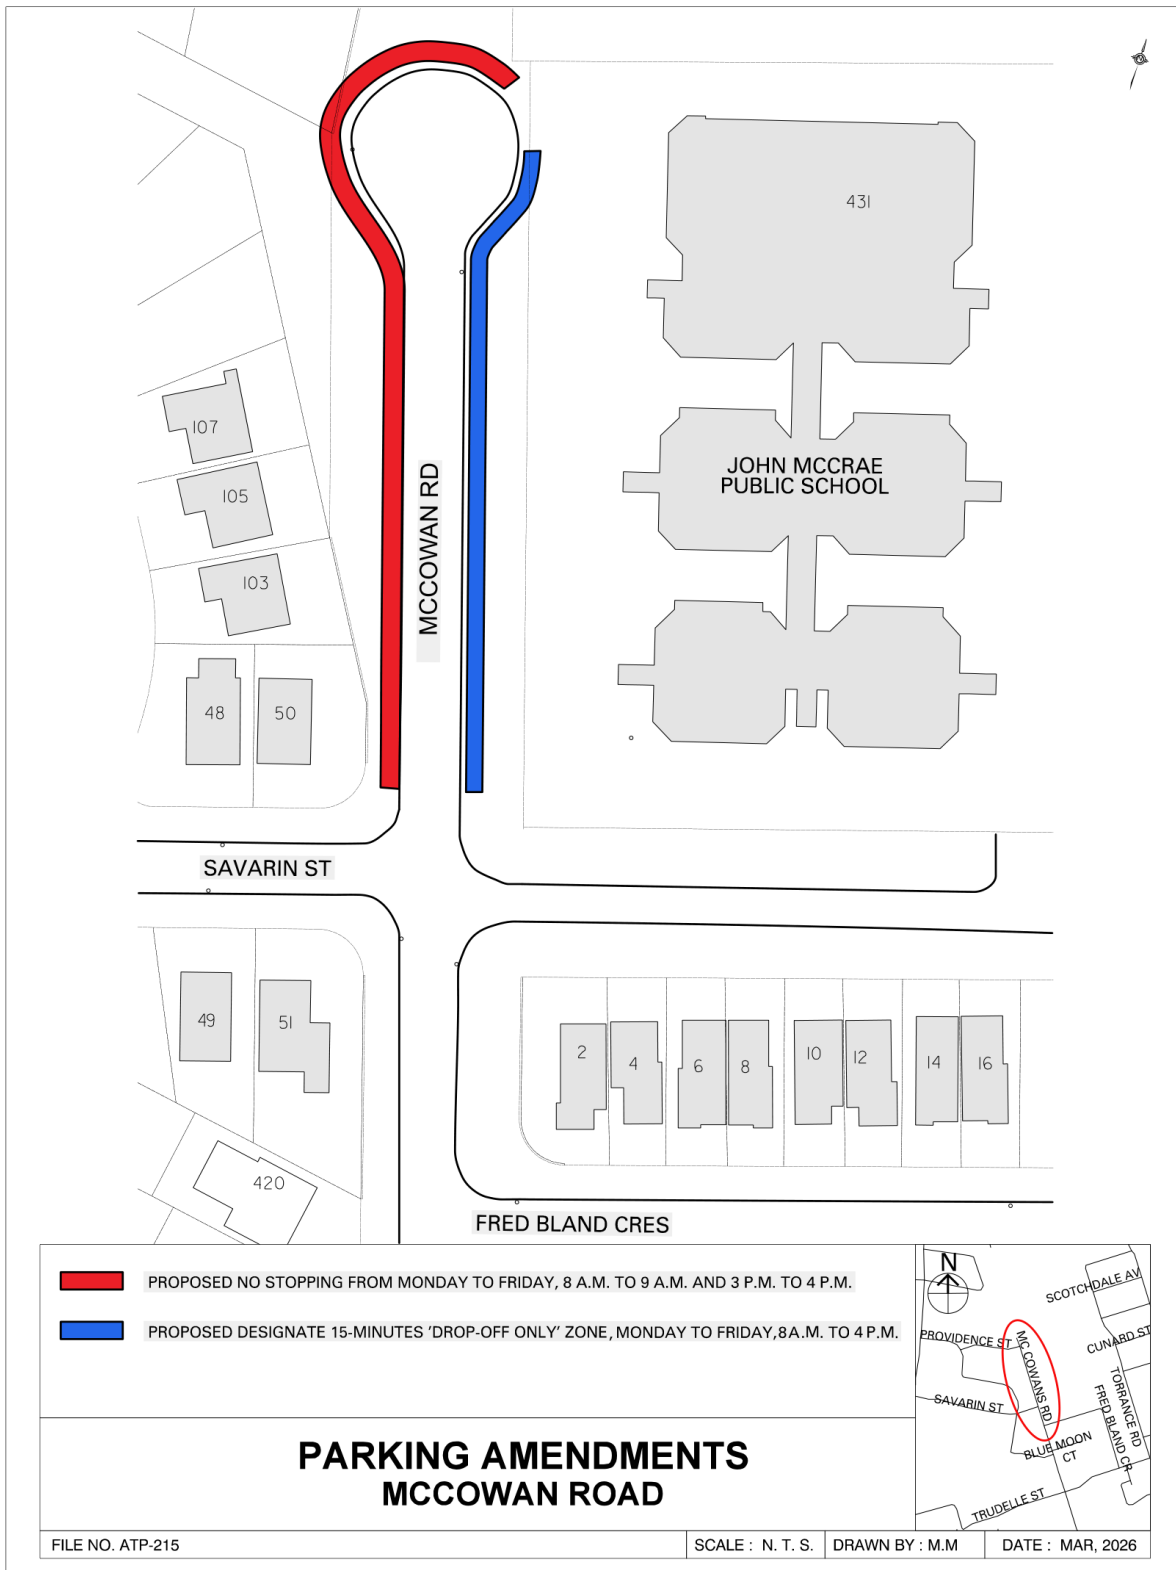 431
107
JOHN MCCRAE
PUBLIC SCHOOL
105
MCCOWAN RD
103
48
50
SAVARIN ST
49
51
2
4
6
8
10
12
14
16
420
FRED BLAND CRES
PROPOSED NO STOPPING FROM MONDAY TO FRIDAY, 8 A.M. TO 9 A.M. AND 3 P.M. TO 4 P.M.
PROPOSED DESIGNATE 15-MINUTES 'DROP-OFF ONLY' ZONE, MONDAY TO FRIDAY, 8 A.M. TO 4 P.M.
N
SCOTCHDALE AV
PROVIDENCE ST
MC COWANS RD
CUNARD ST
SAVARIN ST
TORRANCE RD
FRED BLAND CR
BLUE MOON
CT
TRUDELLE ST
PARKING AMENDMENTS
MCCOWAN ROAD
FILE NO. ATP-215
SCALE : N. T. S.
DRAWN BY : M.M
DATE : MAR, 2026